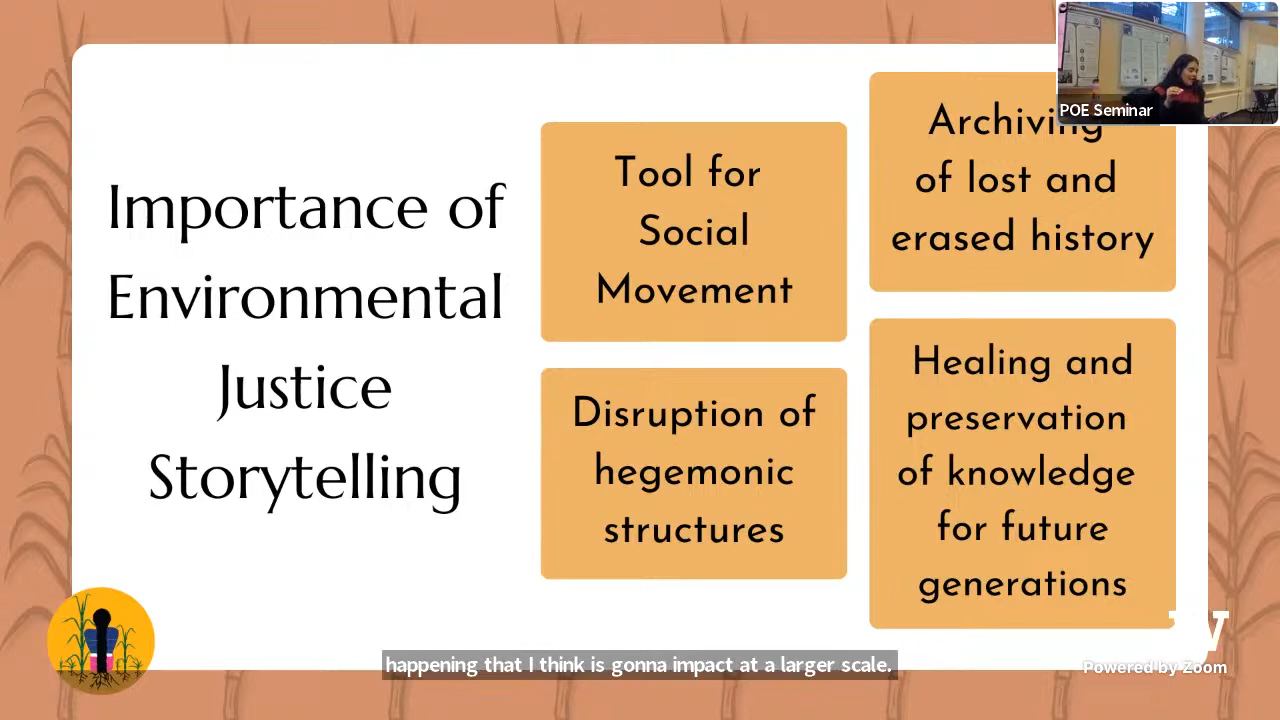 Importance of
Environmental
Justice
Storytelling
Tool for
Social
Movement
Disruption of
hegemonic
structures
Archiving
of lost and
erased history
Healing and
preservation
of knowledge
for future
generations
POE Seminar
happening that I think is gonna impact at a larger scale.
W
Powered by Zoom